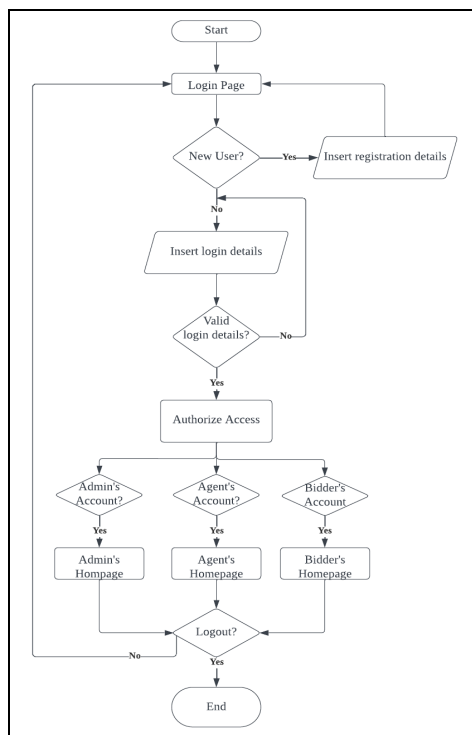 Start
Login Page
New User?
Yes
Insert registration details
No
Insert login details
Valid
login details?
No
Yes
Authorize Access
Admin's
Account?
Agent's
Account?
Bidder's
Account
Yes
Yes
Yes
Admin's
Hompage
Agent's
Homepage
Bidder's
Homepage
Logout?
No
Yes
End